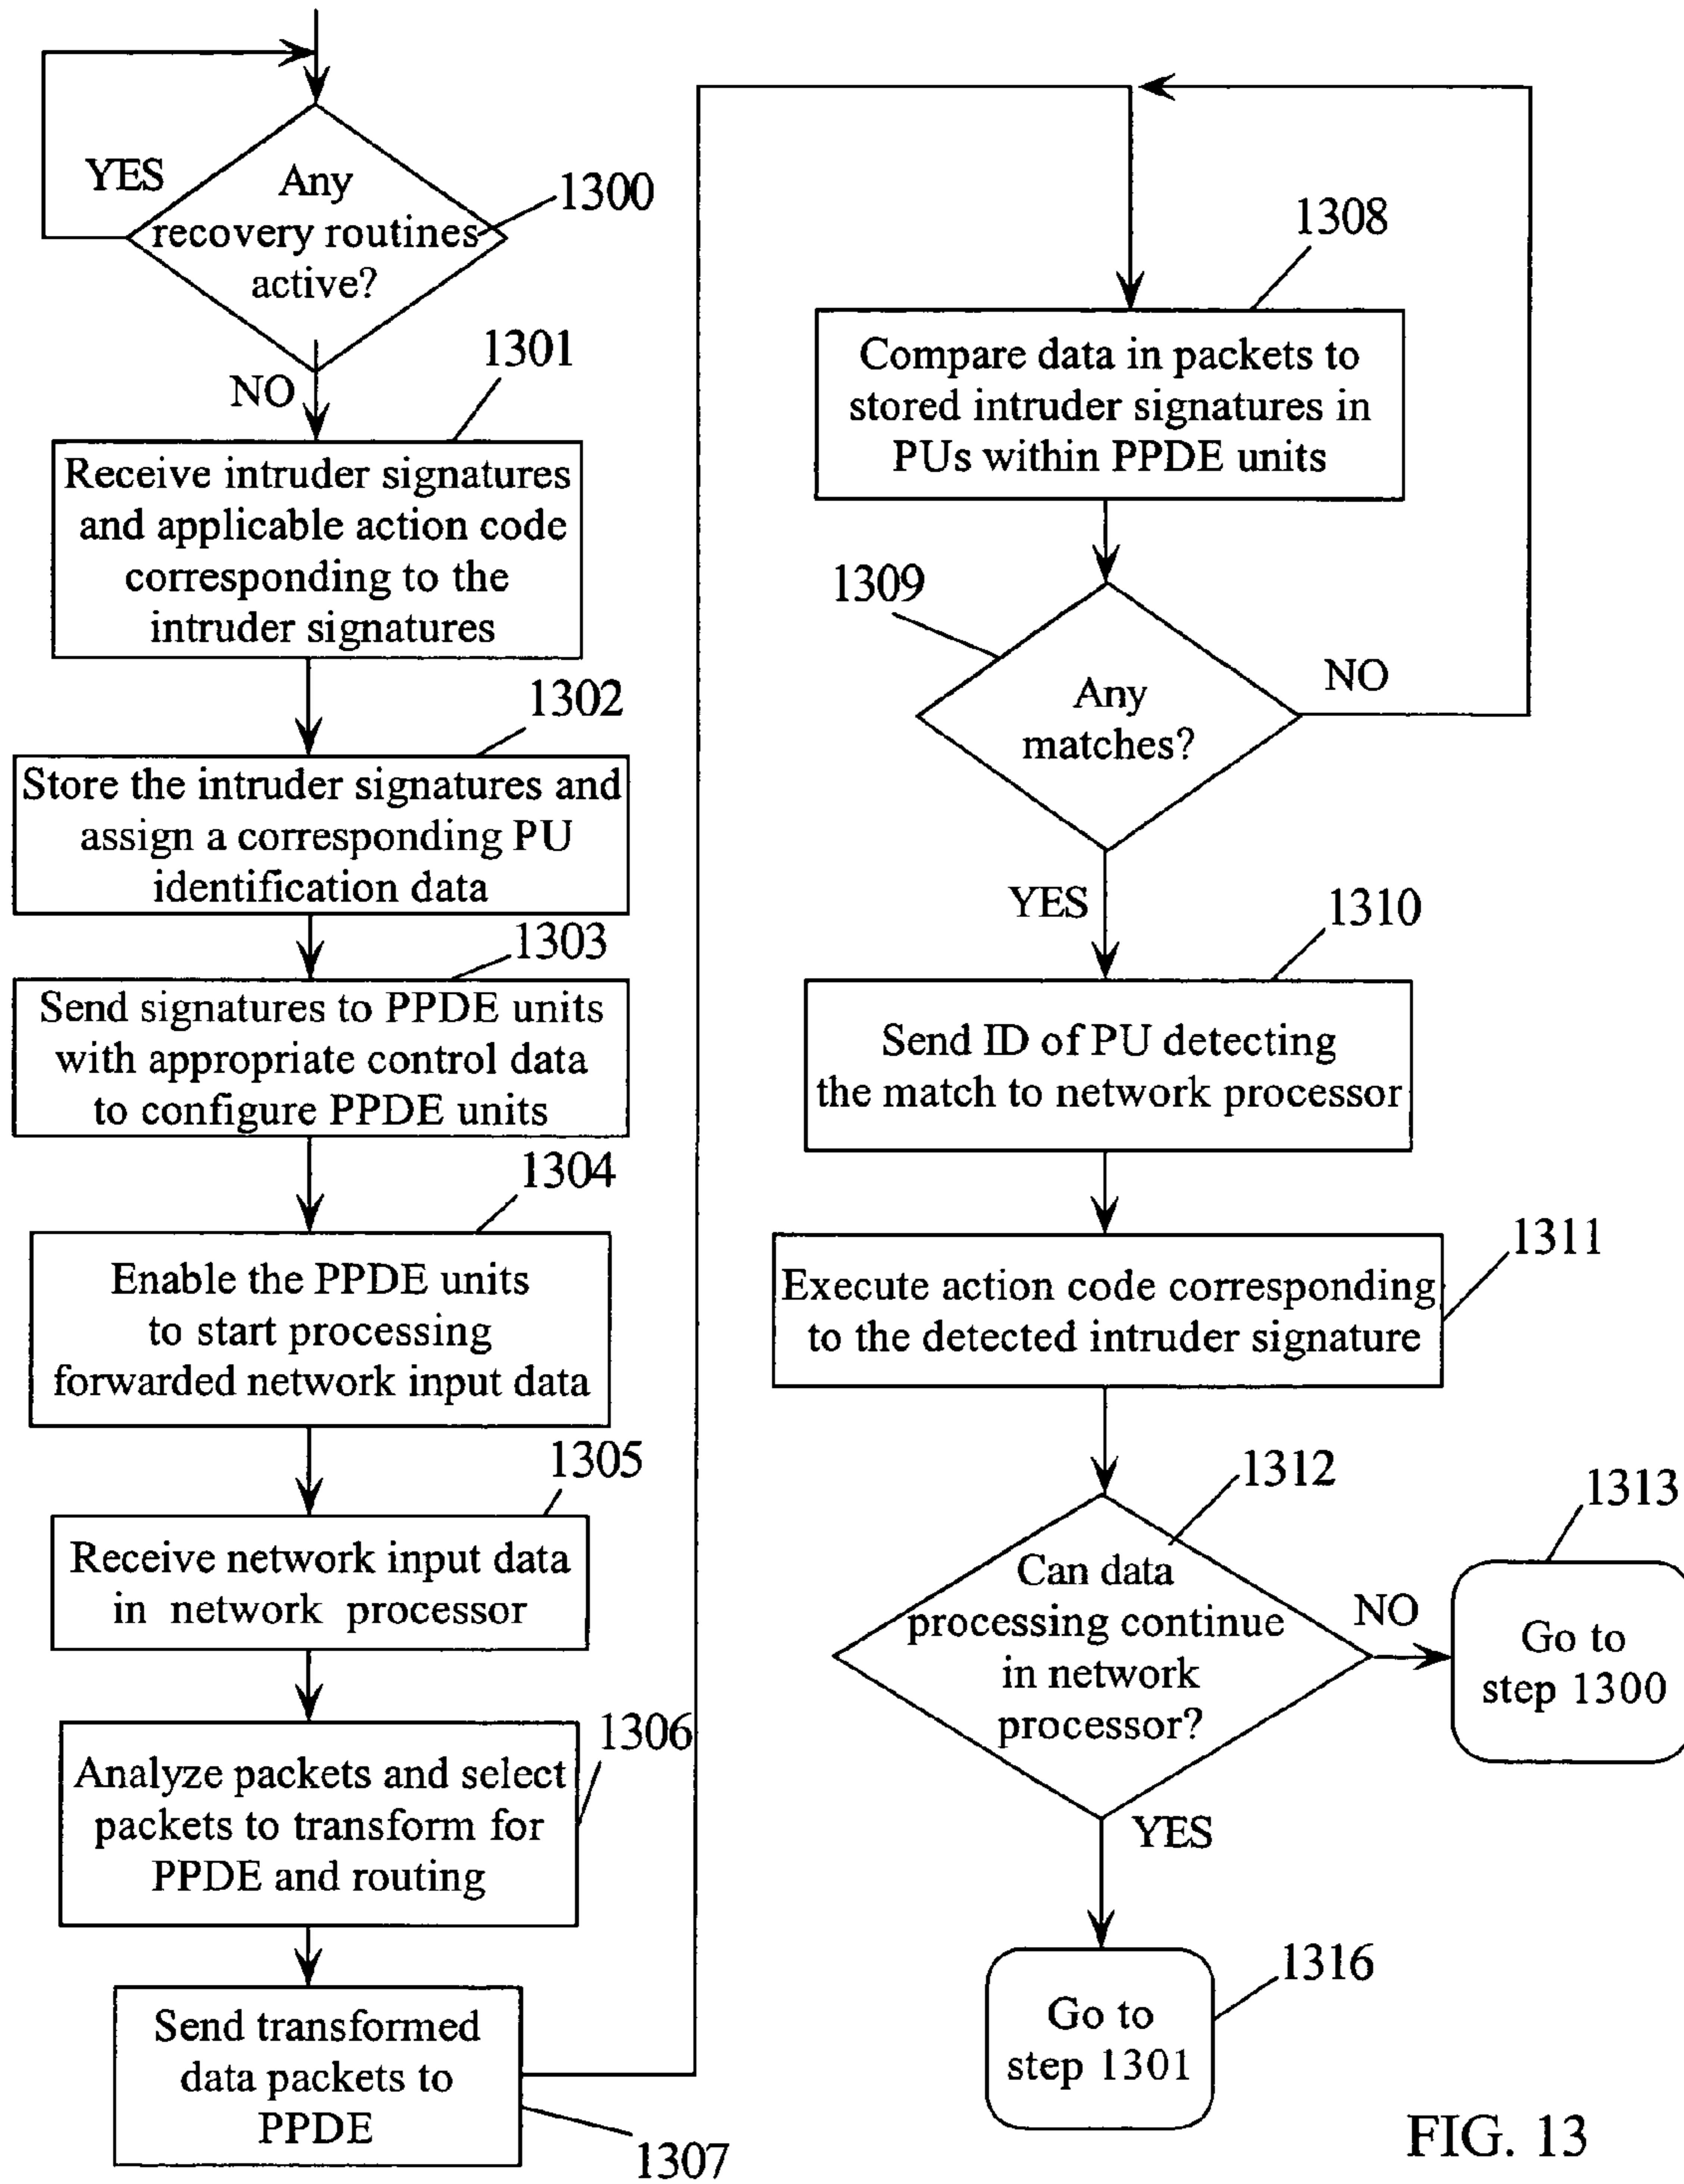 YES
Any
recovery routines
active?
1300
NO
1301
Receive intruder signatures
and applicable action code
corresponding to the
intruder signatures
1302
Store the intruder signatures and
assign a corresponding PU
identification data
1303
Send signatures to PPDE units
with appropriate control data
to configure PPDE units
1304
Enable the PPDE units
to start processing
forwarded network input data
1305
Receive network input data
in network processor
1306
Analyze packets and select
packets to transform for
PPDE and routing
Send transformed
data packets to
PPDE
1307
1308
Compare data in packets to
stored intruder signatures in
PUs within PPDE units
1309
Any
matches?
NO
YES
1310
Send ID of PU detecting
the match to network processor
1311
Execute action code corresponding
to the detected intruder signature
1312
Can data
processing continue
in network
processor?
NO
1313
Go to
step 1300
YES
1316
Go to
step 1301
FIG. 13